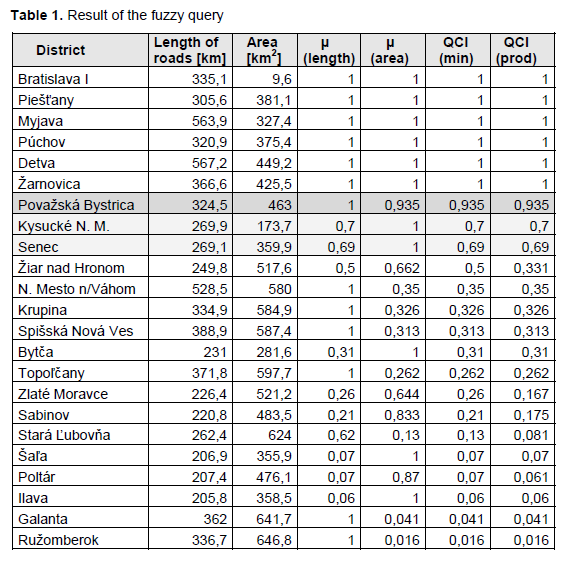 Table 1. Result of the fuzzy query
District Length of roads [km] Area [km²] µ (length) µ (area) QCI (min) QCI (prod)
Bratislava I 335,1 9,6 1 1 1 1
Piešťany 305,6 381,1 1 1 1 1
Myjava 563,9 327,4 1 1 1 1
Púchov 320,9 375,4 1 1 1 1
Detva 567,2 449,2 1 1 1 1
Žarnovica 366,6 425,5 1 1 1 1
Považská Bystrica 324,5 463 1 0,935 0,935 0,935
Kysucké N. M. 269,9 173,7 0,7 1 0,7 0,7
Senec 269,1 359,9 0,69 1 0,69 0,69
Žiar nad Hronom 249,8 517,6 0,5 0,662 0,5 0,331
N. Mesto n/Váhom 528,5 580 1 0,35 0,35 0,35
Krupina 334,9 584,9 1 0,326 0,326 0,326
Spišská Nová Ves 388,9 587,4 1 0,313 0,313 0,313
Bytča 231 281,6 0,31 1 0,31 0,31
Topoľčany 371,8 597,7 1 0,262 0,262 0,262
Zlaté Moravce 226,4 521,2 0,26 0,644 0,26 0,167
Sabinov 220,8 483,5 0,21 0,833 0,21 0,175
Stará Ľubovňa 262,4 624 0,62 0,13 0,13 0,081
Šaľa 206,9 355,9 0,07 1 0,07 0,07
Poltár 207,4 476,1 0,07 0,87 0,07 0,061
Ilava 205,8 358,5 0,06 1 0,06 0,06
Galanta 362 641,7 1 0,041 0,041 0,041
Ružomberok 336,7 646,8 1 0,016 0,016 0,016